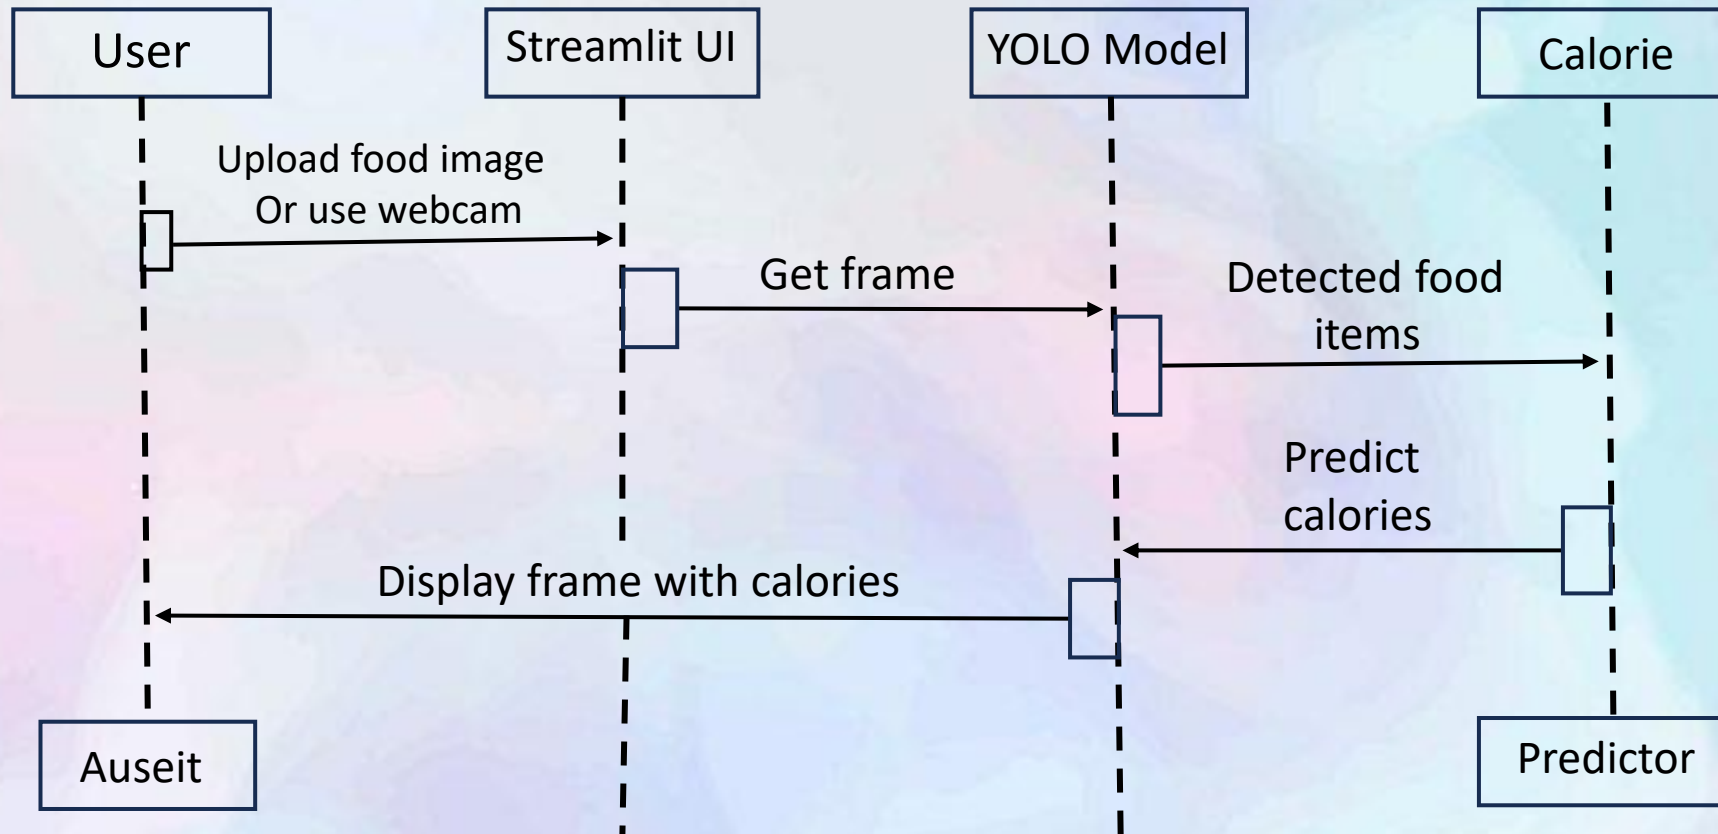 User
Streamlit UI
YOLO Model
Calorie
Upload food image
Or use webcam
Get frame
Detected food
items
Predict
calories
Display frame with calories
Auseit
Predictor